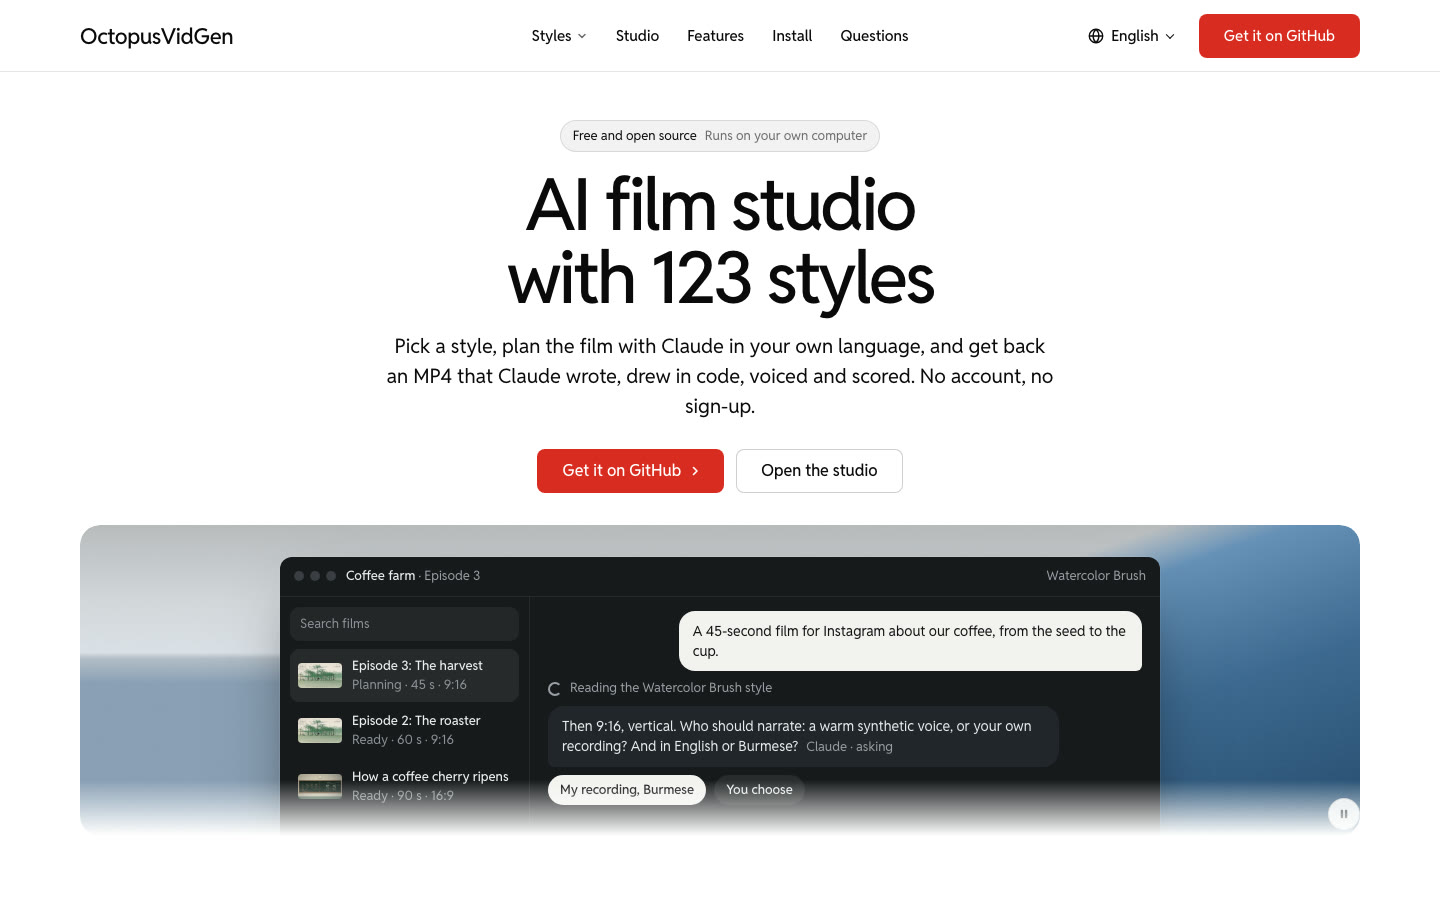 OctopusVidGen
Styles
Studio
Features
Install
Questions
English
Get it on GitHub
Free and open source Runs on your own computer
AI film studio
with 123 styles
Pick a style, plan the film with Claude in your own language, and get back
an MP4 that Claude wrote, drew in code, voiced and scored. No account, no
sign-up.
Get it on GitHub
Open the studio
Coffee farm · Episode 3
Watercolor Brush
Search films
Episode 3: The harvest
Planning · 45 s · 9:16
Episode 2: The roaster
Ready · 60 s · 9:16
How a coffee cherry ripens
Ready · 90 s · 16:9
A 45-second film for Instagram about our coffee, from the seed to the
cup.
Reading the Watercolor Brush style
Then 9:16, vertical. Who should narrate: a warm synthetic voice, or your own
recording? And in English or Burmese? Claude · asking
My recording, Burmese
You choose